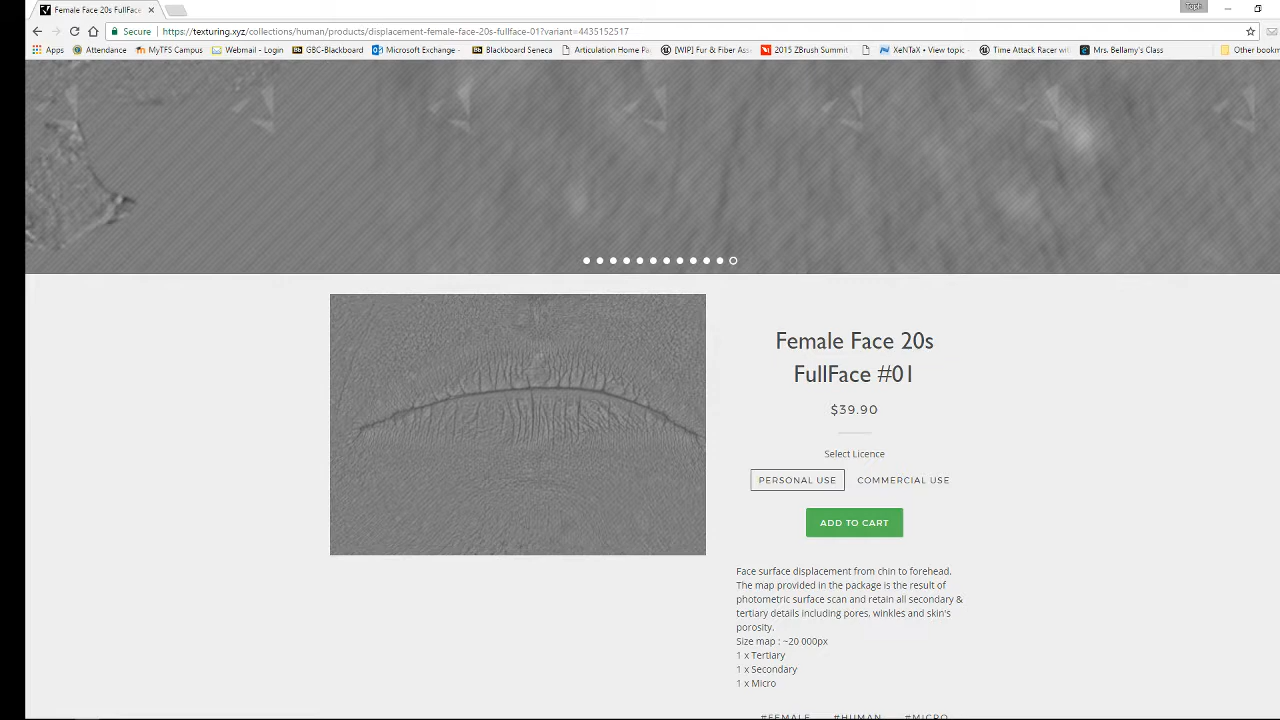 Female Face 20s FullFace
Secure https://texturing.xyz/collections/human/products/displacement-female-face-20s-fullface-01?variant=4435152517
Apps Attendance MyTFS Campus Webmail - Login GBC-Blackboard Microsoft Exchange - Blackboard Seneca Articulation Home Pa [WIP] Fur & Fiber As 2015 ZBrush Summit XeNTaX • View topic Time Attack Racer wit Mrs. Bellamy's Class Other bookm
Female Face 20s
FullFace #01
$39.90
Select Licence
PERSONAL USE COMMERCIAL USE
ADD TO CART
Face surface displacement from chin to forehead.
The map provided in the package is the result of
photometric surface scan and retain all secondary &
tertiary details including pores, winkles and skin's
porosity.
Size map : ~20 000px
1 x Tertiary
1 x Secondary
1 x Micro
#FEMALE #HUMAN #MICRO